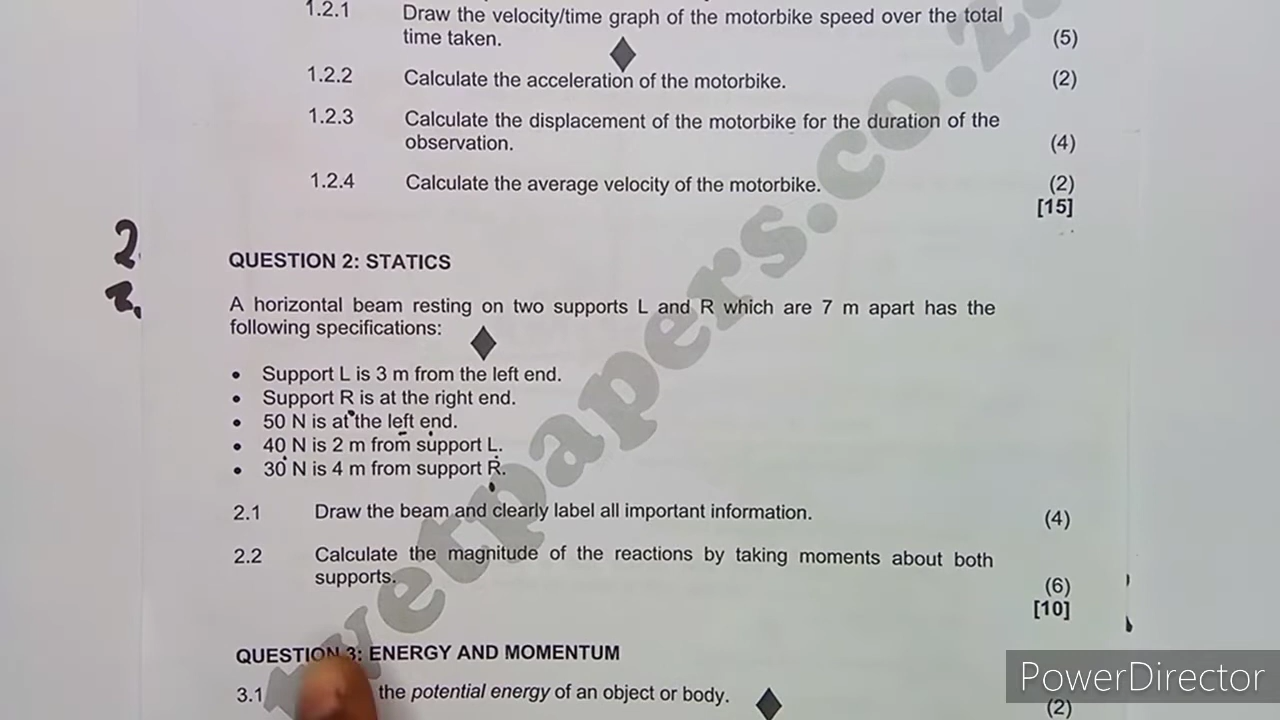 1.2.1 Draw the velocity/time graph of the motorbike speed over the total
time taken. (5)
1.2.2 Calculate the acceleration of the motorbike. (2)
1.2.3 Calculate the displacement of the motorbike for the duration of the
observation. (4)
1.2.4 Calculate the average velocity of the motorbike. (2)
[15]
2
QUESTION 2: STATICS
2.
A horizontal beam resting on two supports L and R which are 7 m apart has the
following specifications:
• Support L is 3 m from the left end.
• Support R is at the right end.
• 50 N is at the left end.
• 40 N is 2 m from support L.
• 30 N is 4 m from support R.
2.1 Draw the beam and clearly label all important information. (4)
2.2 Calculate the magnitude of the reactions by taking moments about both
supports. (6)
[10]
QUESTION 3: ENERGY AND MOMENTUM
3.1 the potential energy of an object or body. (2)
tvetpapers.co.z
PowerDirector